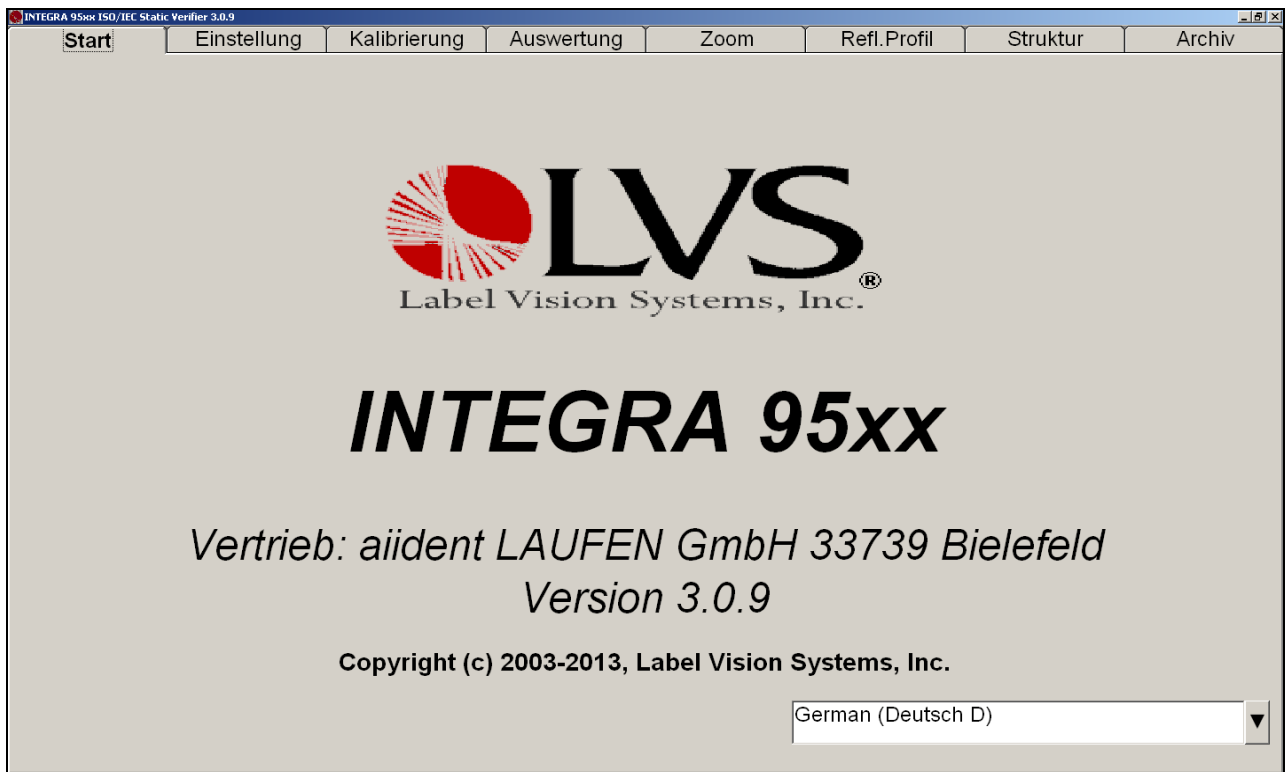 INTEGRA 95xx ISO/IEC Static Verifier 3.0.9
Start Einstellung Kalibrierung Auswertung Zoom Refl.Profil Struktur Archiv
LVS®
Label Vision Systems, Inc.
INTEGRA 95xx
Vertrieb: aiident LAUFEN GmbH 33739 Bielefeld
Version 3.0.9
Copyright (c) 2003-2013, Label Vision Systems, Inc.
German (Deutsch D)